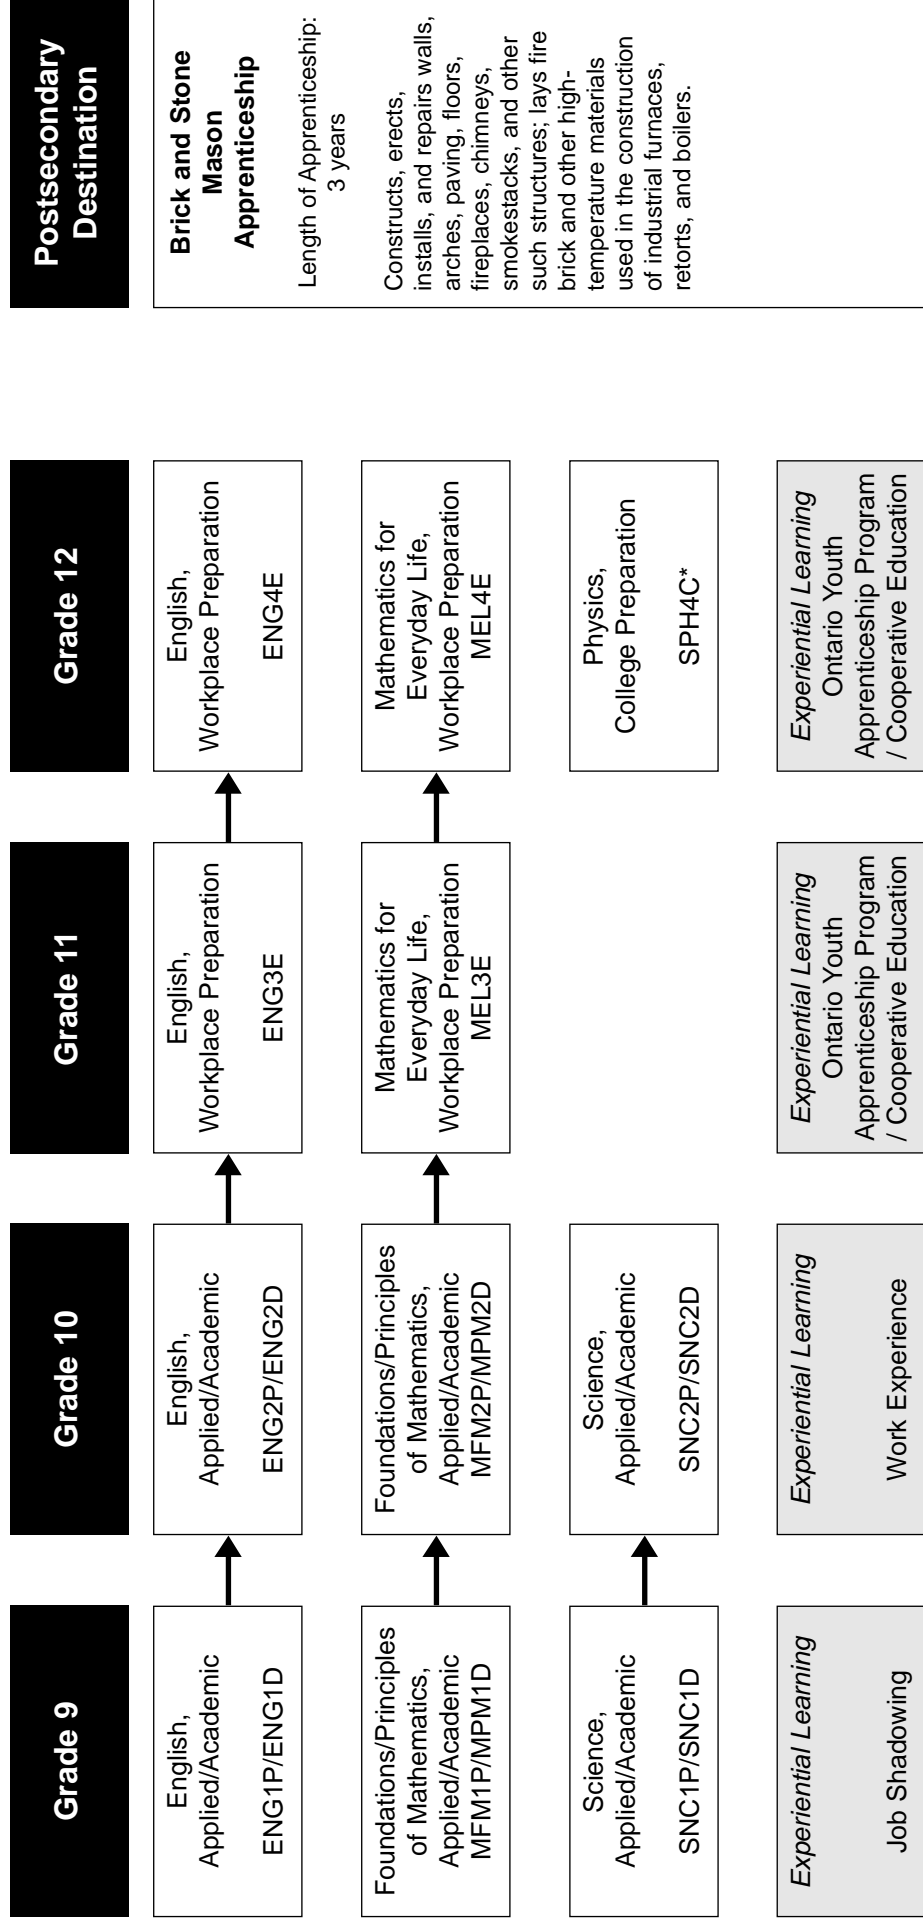 Grade 9
Grade 10
Grade 11
Grade 12
Postsecondary
Destination
English,
Applied/Academic
ENG1P/ENG1D
English,
Applied/Academic
ENG2P/ENG2D
English,
Workplace Preparation
ENG3E
English,
Workplace Preparation
ENG4E
Brick and Stone
Mason
Apprenticeship
Length of Apprenticeship:
3 years
Constructs, erects,
installs, and repairs walls,
arches, paving, floors,
fireplaces, chimneys,
smokestacks, and other
such structures; lays fire
brick and other high-
temperature materials
used in the construction
of industrial furnaces,
retorts, and boilers.
Foundations/Principles
of Mathematics,
Applied/Academic
MFM1P/MPM1D
Foundations/Principles
of Mathematics,
Applied/Academic
MFM2P/MPM2D
Mathematics for
Everyday Life,
Workplace Preparation
MEL3E
Mathematics for
Everyday Life,
Workplace Preparation
MEL4E
Science,
Applied/Academic
SNC1P/SNC1D
Science,
Applied/Academic
SNC2P/SNC2D
Physics,
College Preparation
SPH4C*
Experiential Learning
Job Shadowing
Experiential Learning
Work Experience
Experiential Learning
Ontario Youth
Apprenticeship Program
/ Cooperative Education
Experiential Learning
Ontario Youth
Apprenticeship Program
/ Cooperative Education